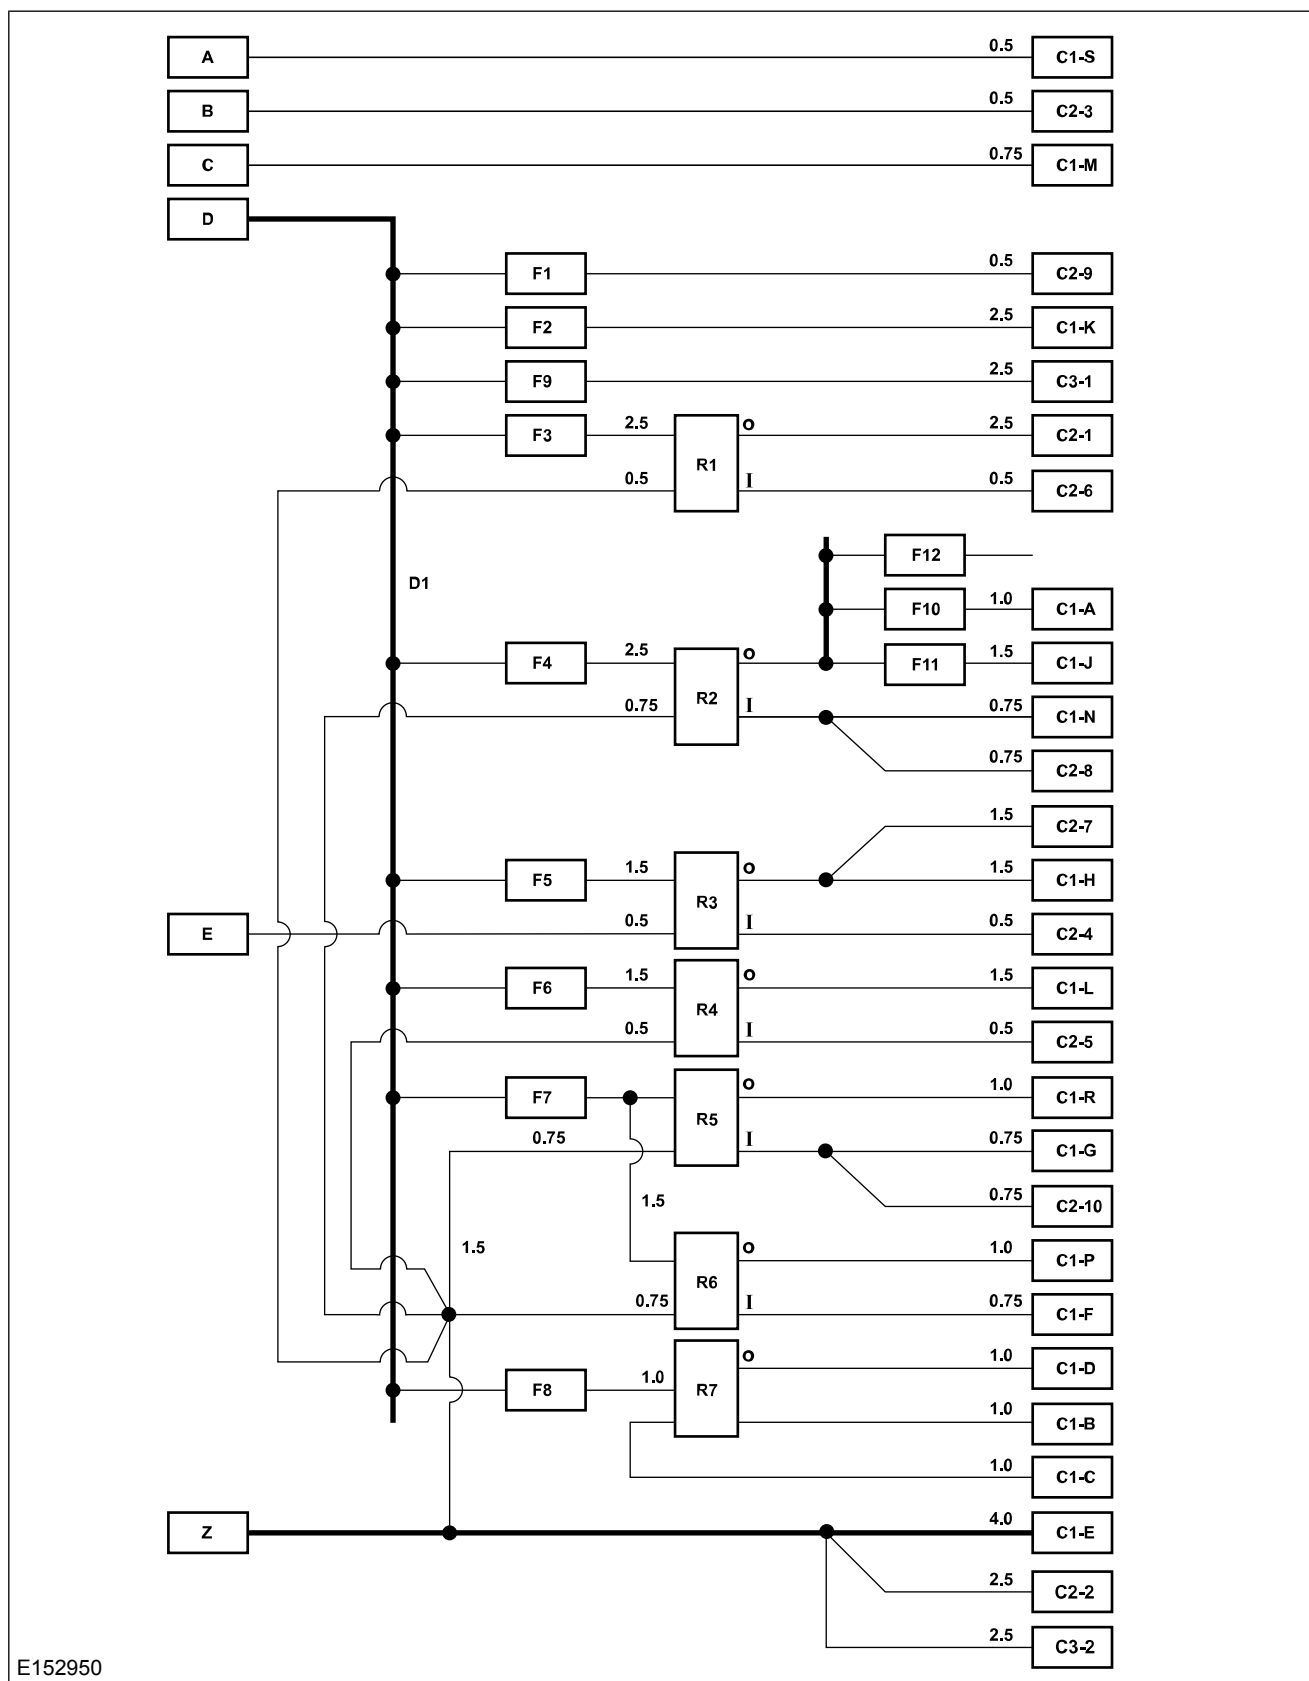 A 0.5 C1-S
B 0.5 C2-3
C 0.75 C1-M
D
F1 0.5 C2-9
F2 2.5 C1-K
F9 2.5 C3-1
F3 2.5 O 2.5 C2-1
R1
0.5 I 0.5 C2-6
F12
D1
F10 1.0 C1-A
F4 2.5 O F11 1.5 C1-J
R2
0.75 I 0.75 C1-N
0.75 C2-8
1.5 C2-7
F5 1.5 O 1.5 C1-H
R3
E 0.5 I 0.5 C2-4
F6 1.5 O 1.5 C1-L
R4
0.5 I 0.5 C2-5
F7 O 1.0 C1-R
R5
0.75 I 0.75 C1-G
1.5 0.75 C2-10
1.5 O 1.0 C1-P
R6
0.75 I 0.75 C1-F
O 1.0 C1-D
F8 1.0 R7
1.0 C1-B
1.0 C1-C
Z 4.0 C1-E
2.5 C2-2
2.5 C3-2
E152950